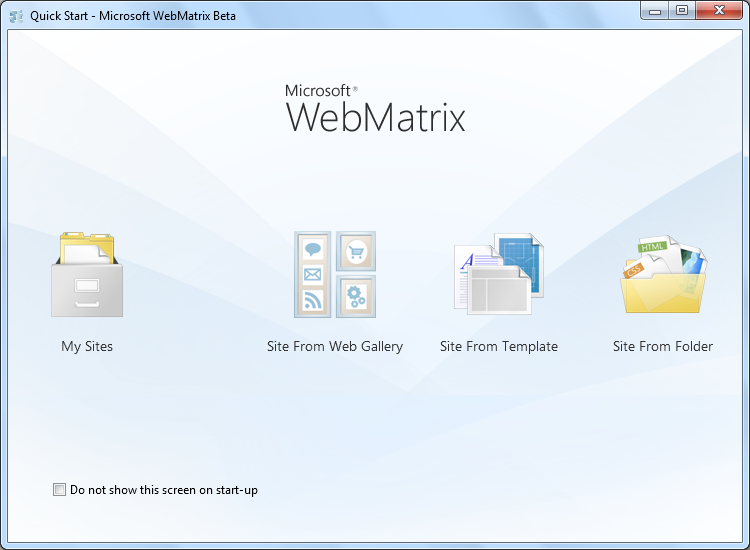 Quick Start - Microsoft WebMatrix Beta
Microsoft®
WebMatrix
A
HTML
CSS
My Sites
Site From Web Gallery
Site From Template
Site From Folder
Do not show this screen on start-up